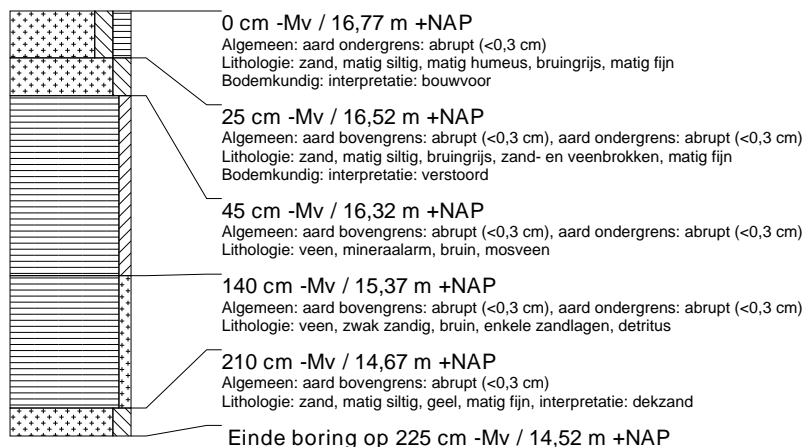 0 cm -Mv / 16,77 m +NAP
Algemeen: aard ondergrens: abrupt (<0,3 cm)
Lithologie: zand, matig siltig, matig humeus, bruingrijs, matig fijn
Bodemkundig: interpretatie: bouwvoor
25 cm -Mv / 16,52 m +NAP
Algemeen: aard bovengrens: abrupt (<0,3 cm), aard ondergrens: abrupt (<0,3 cm)
Lithologie: zand, matig siltig, bruingrijs, zand- en veenbrokken, matig fijn
Bodemkundig: interpretatie: verstoord
45 cm -Mv / 16,32 m +NAP
Algemeen: aard bovengrens: abrupt (<0,3 cm), aard ondergrens: abrupt (<0,3 cm)
Lithologie: veen, mineraalarm, bruin, mosveen
140 cm -Mv / 15,37 m +NAP
Algemeen: aard bovengrens: abrupt (<0,3 cm), aard ondergrens: abrupt (<0,3 cm)
Lithologie: veen, zwak zandig, bruin, enkele zandlagen, detritus
210 cm -Mv / 14,67 m +NAP
Algemeen: aard bovengrens: abrupt (<0,3 cm)
Lithologie: zand, matig siltig, geel, matig fijn, interpretatie: dekzand
Einde boring op 225 cm -Mv / 14,52 m +NAP